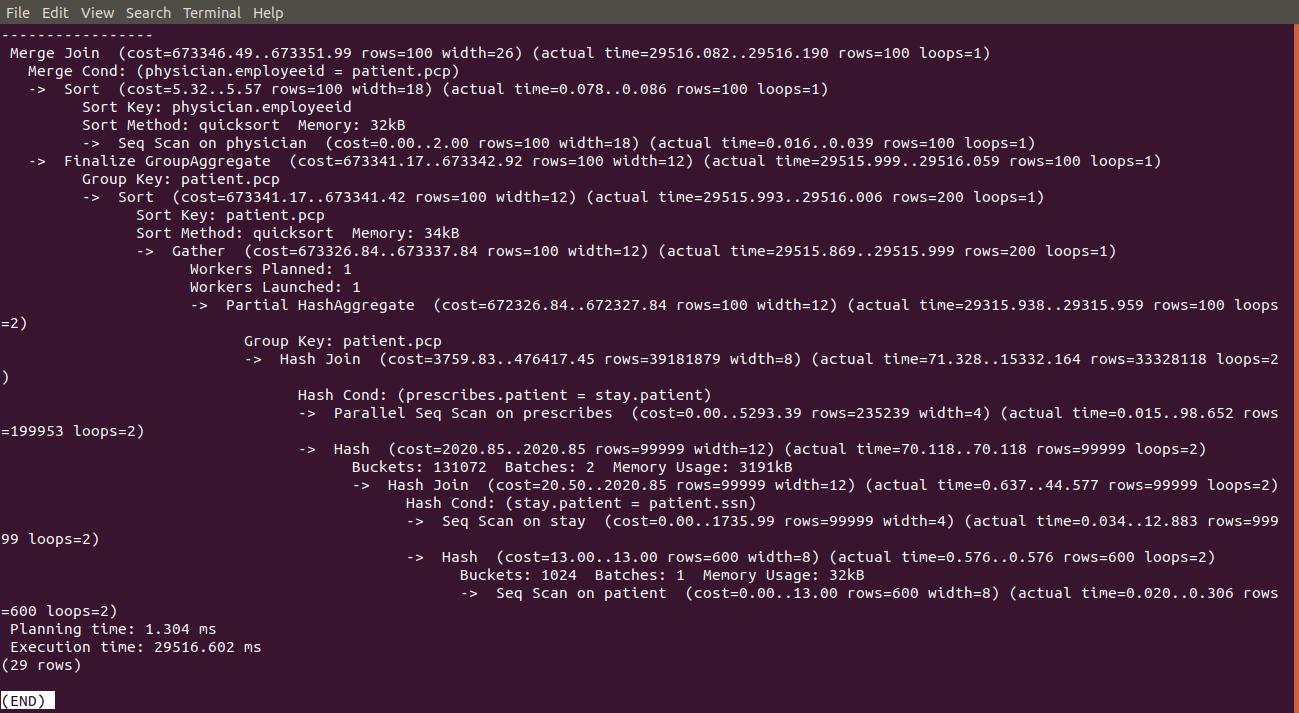 File Edit View Search Terminal Help
-----------------
Merge Join  (cost=673346.49..673351.99 rows=100 width=26) (actual time=29516.082..29516.190 rows=100 loops=1)
   Merge Cond: (physician.employeeid = patient.pcp)
   ->  Sort  (cost=5.32..5.57 rows=100 width=18) (actual time=0.078..0.086 rows=100 loops=1)
         Sort Key: physician.employeeid
         Sort Method: quicksort  Memory: 32kB
         ->  Seq Scan on physician  (cost=0.00..2.00 rows=100 width=18) (actual time=0.016..0.039 rows=100 loops=1)
   ->  Finalize GroupAggregate  (cost=673341.17..673342.92 rows=100 width=12) (actual time=29515.999..29516.059 rows=100 loops=1)
         Group Key: patient.pcp
         ->  Sort  (cost=673341.17..673341.42 rows=100 width=12) (actual time=29515.993..29516.006 rows=200 loops=1)
               Sort Key: patient.pcp
               Sort Method: quicksort  Memory: 34kB
               ->  Gather  (cost=673326.84..673337.84 rows=100 width=12) (actual time=29515.869..29515.999 rows=200 loops=1)
                     Workers Planned: 1
                     Workers Launched: 1
                     ->  Partial HashAggregate  (cost=672326.84..672327.84 rows=100 width=12) (actual time=29315.938..29315.959 rows=100 loops
=2)
                           Group Key: patient.pcp
                           ->  Hash Join  (cost=3759.83..476417.45 rows=39181879 width=8) (actual time=71.328..15332.164 rows=33328118 loops=2
)
                                 Hash Cond: (prescribes.patient = stay.patient)
                                 ->  Parallel Seq Scan on prescribes  (cost=0.00..5293.39 rows=235239 width=4) (actual time=0.015..98.652 rows
=199953 loops=2)
                                 ->  Hash  (cost=2020.85..2020.85 rows=99999 width=12) (actual time=70.118..70.118 rows=99999 loops=2)
                                       Buckets: 131072  Batches: 2  Memory Usage: 3191kB
                                       ->  Hash Join  (cost=20.50..2020.85 rows=99999 width=12) (actual time=0.637..44.577 rows=99999 loops=2)
                                             Hash Cond: (stay.patient = patient.ssn)
                                             ->  Seq Scan on stay  (cost=0.00..1735.99 rows=99999 width=4) (actual time=0.034..12.883 rows=999
99 loops=2)
                                             ->  Hash  (cost=13.00..13.00 rows=600 width=8) (actual time=0.576..0.576 rows=600 loops=2)
                                                   Buckets: 1024  Batches: 1  Memory Usage: 32kB
                                                   ->  Seq Scan on patient  (cost=0.00..13.00 rows=600 width=8) (actual time=0.020..0.306 rows
=600 loops=2)
Planning time: 1.304 ms
Execution time: 29516.602 ms
(29 rows)
(END)